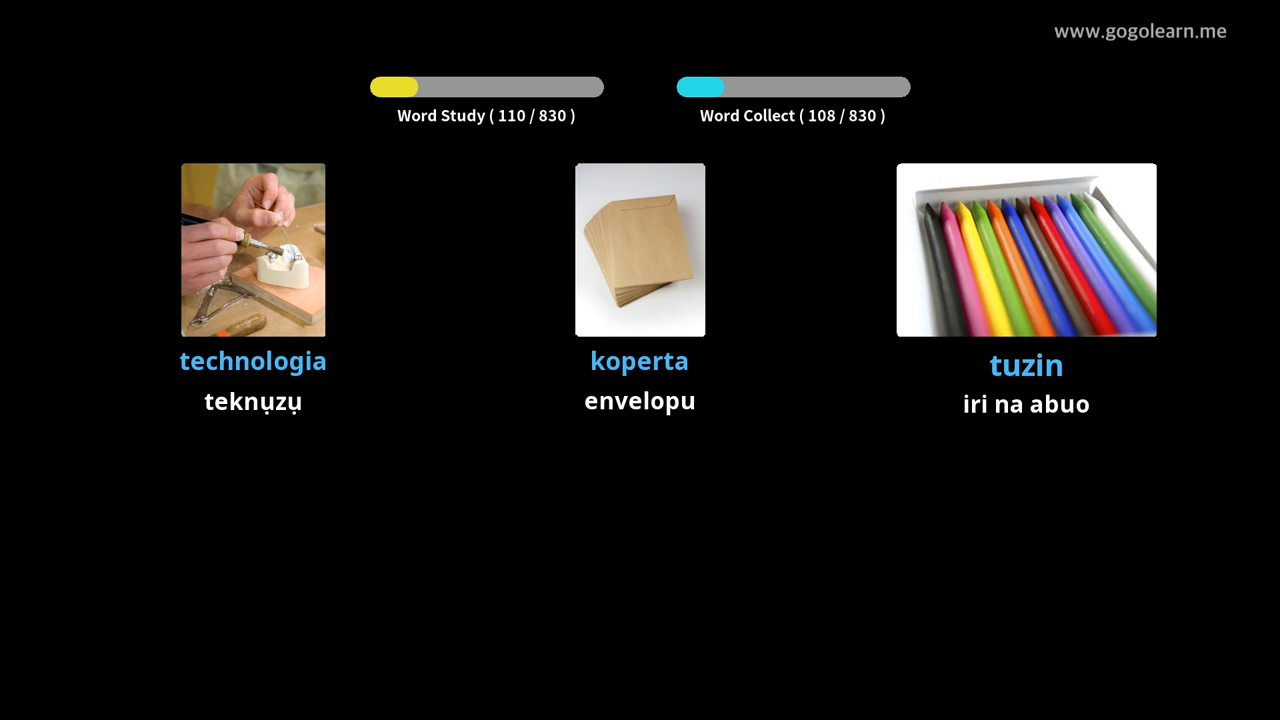 www.gogolearn.me
Word Study ( 110 / 830 )
Word Collect ( 108 / 830 )
technologia
teknụzụ
koperta
envelopu
tuzin
iri na abuo